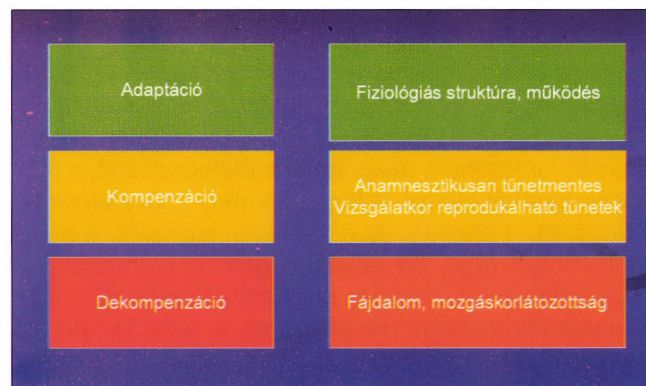 Adaptáció
Fiziológiás struktúra, működés
Kompenzáció
Anamnesztikusan tünetmentes
Vizsgálatkor reprodukálható tünetek
Dekompenzáció
Fájdalom, mozgáskorlátozottság